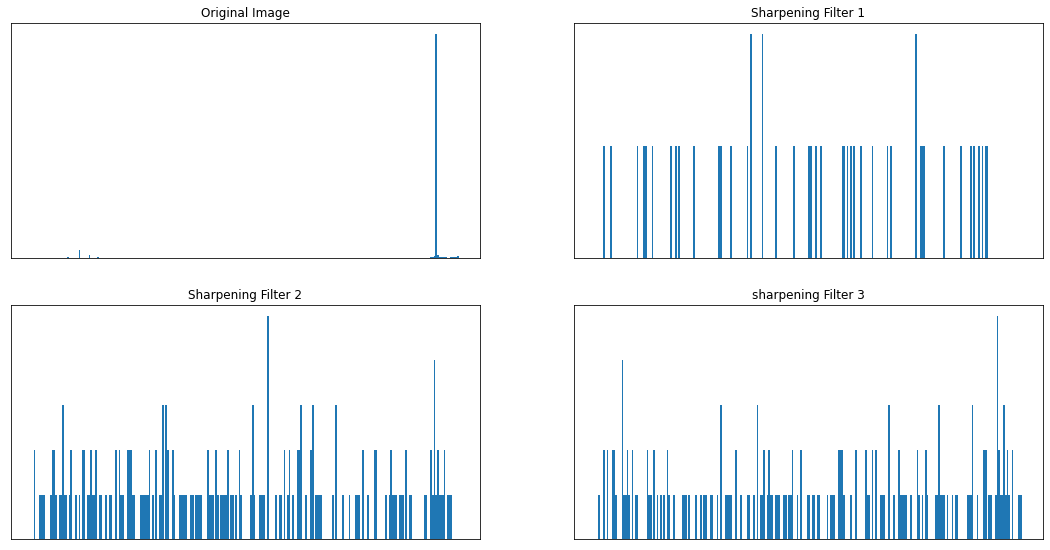 Original Image
Sharpening Filter 1
Sharpening Filter 2
sharpening Filter 3